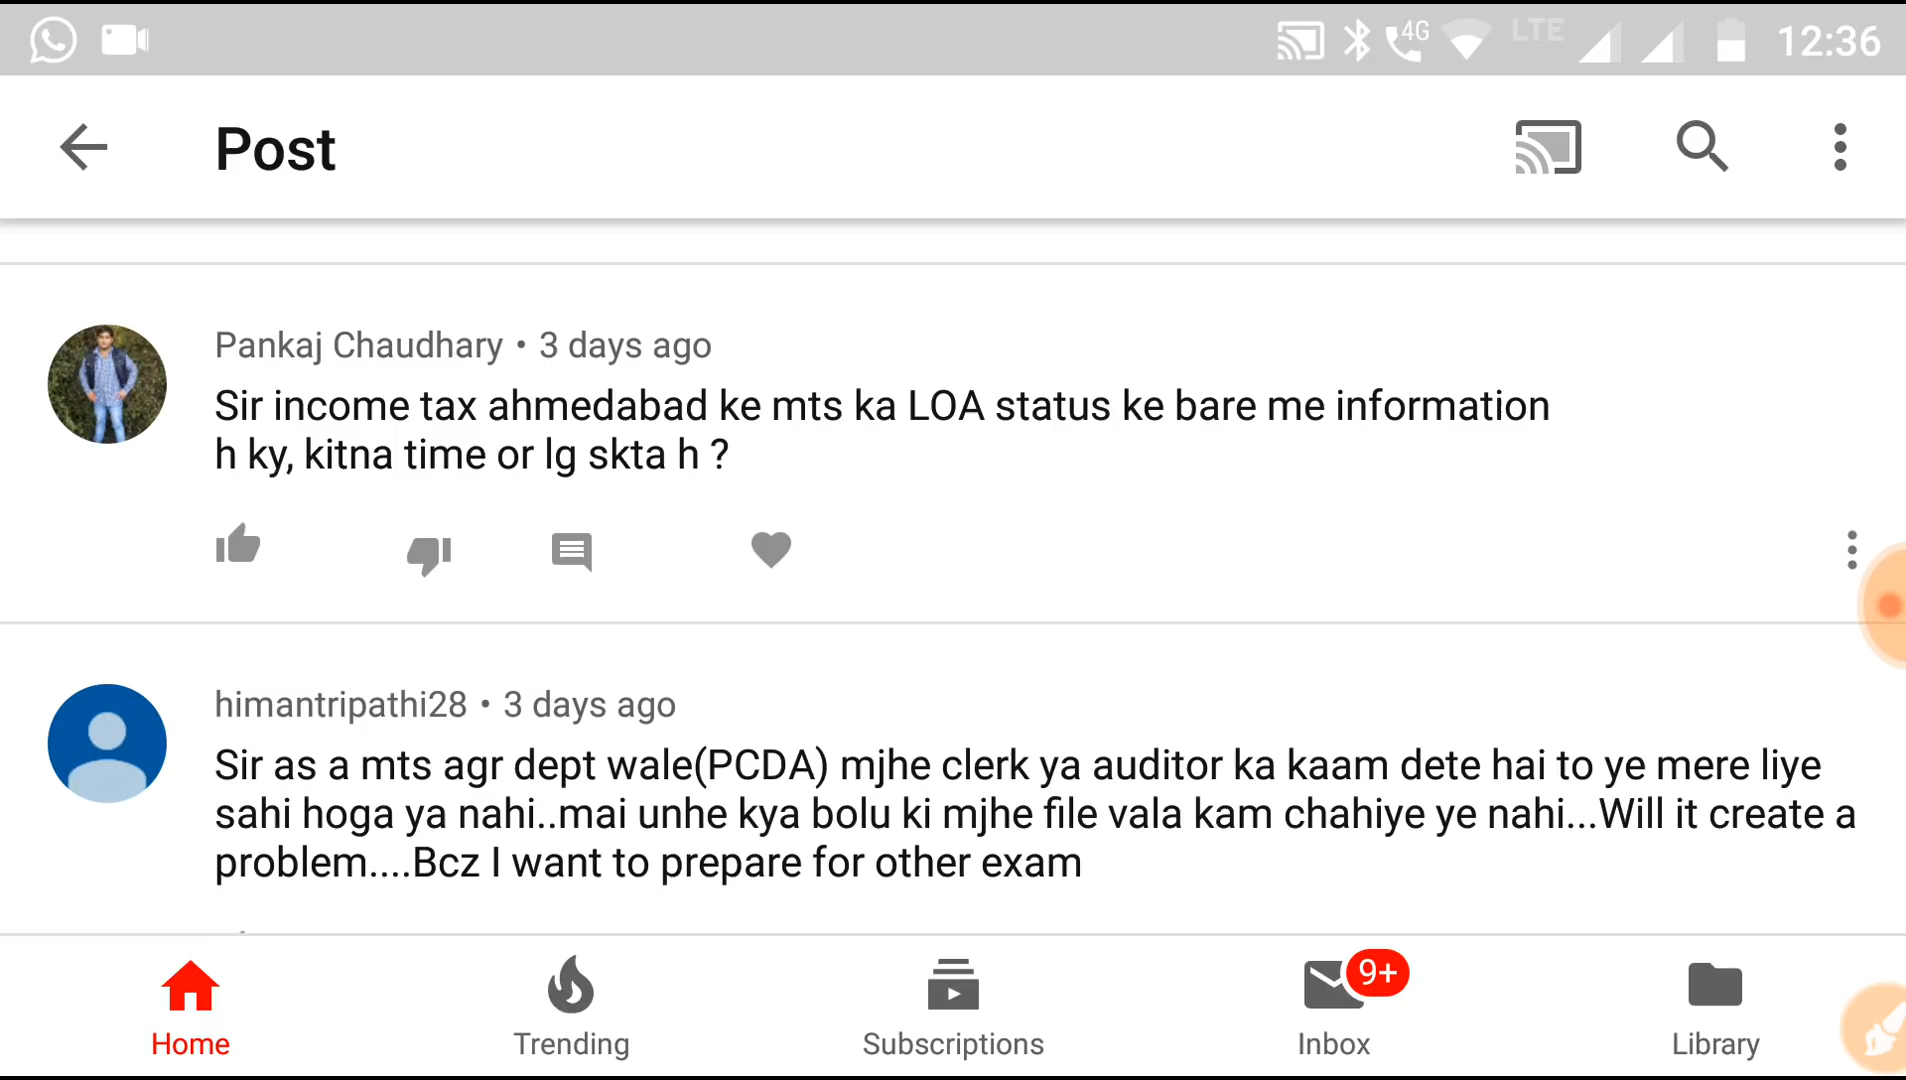 4G LTE 12:36
Post
Pankaj Chaudhary • 3 days ago
Sir income tax ahmedabad ke mts ka LOA status ke bare me information
h ky, kitna time or lg skta h ?
himantripathi28 • 3 days ago
Sir as a mts agr dept wale(PCDA) mjhe clerk ya auditor ka kaam dete hai to ye mere liye
sahi hoga ya nahi..mai unhe kya bolu ki mjhe file vala kam chahiye ye nahi...Will it create a
problem....Bcz I want to prepare for other exam
9+
Home Trending Subscriptions Inbox Library